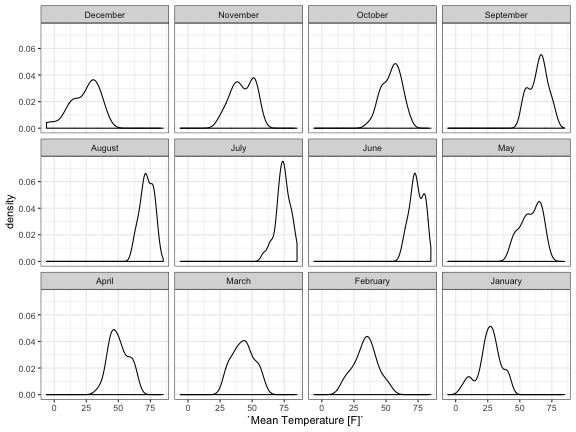 December November October September
0.06
0.04
0.02
0.00
August July June May
0.06
0.04
0.02
0.00
density
April March February January
0.06
0.04
0.02
0.00
0 25 50 75 0 25 50 75 0 25 50 75 0 25 50 75
`Mean Temperature [F]`